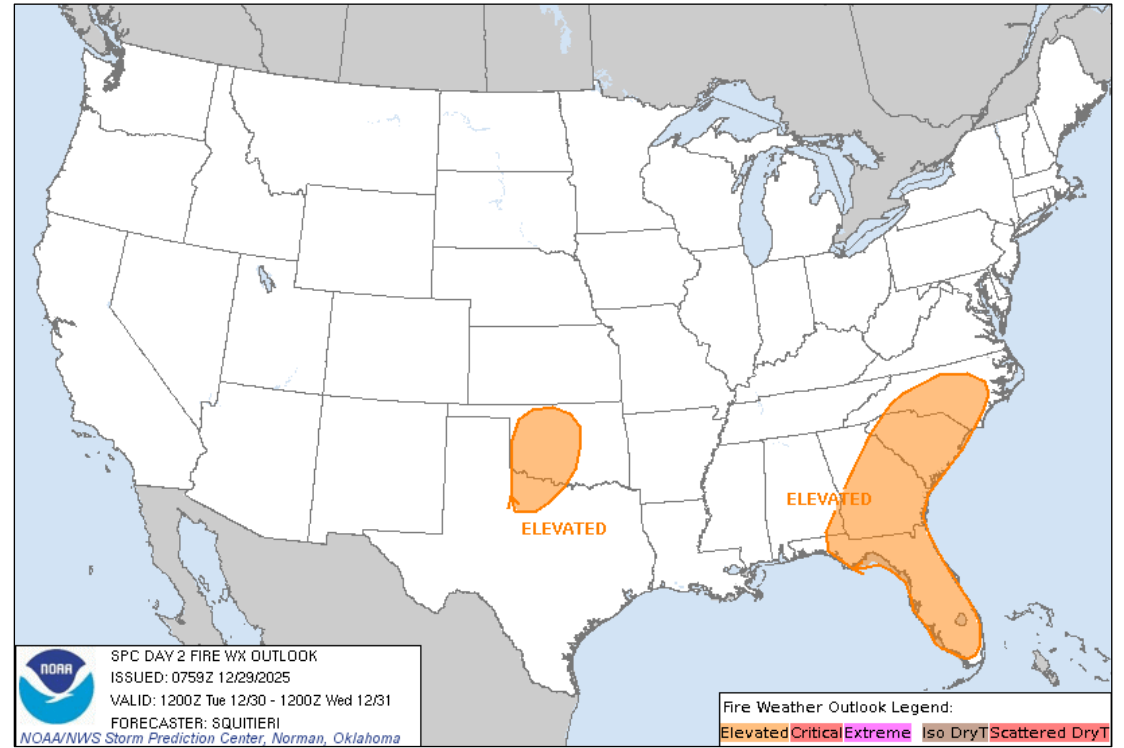 ELEVATED
ELEVATED
NOAA
SPC DAY 2 FIRE WX OUTLOOK
ISSUED: 0759Z 12/29/2025
VALID: 1200Z Tue 12/30 - 1200Z Wed 12/31
FORECASTER: SQUITIERI
NOAA/NWS Storm Prediction Center, Norman, Oklahoma
Fire Weather Outlook Legend:
Elevated Critical Extreme Iso DryT Scattered DryT